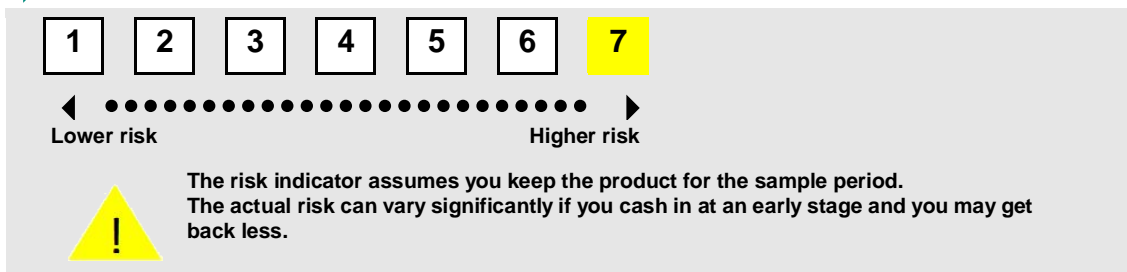 1 2 3 4 5 6 7
Lower risk Higher risk
The risk indicator assumes you keep the product for the sample period.
The actual risk can vary significantly if you cash in at an early stage and you may get
back less.
!